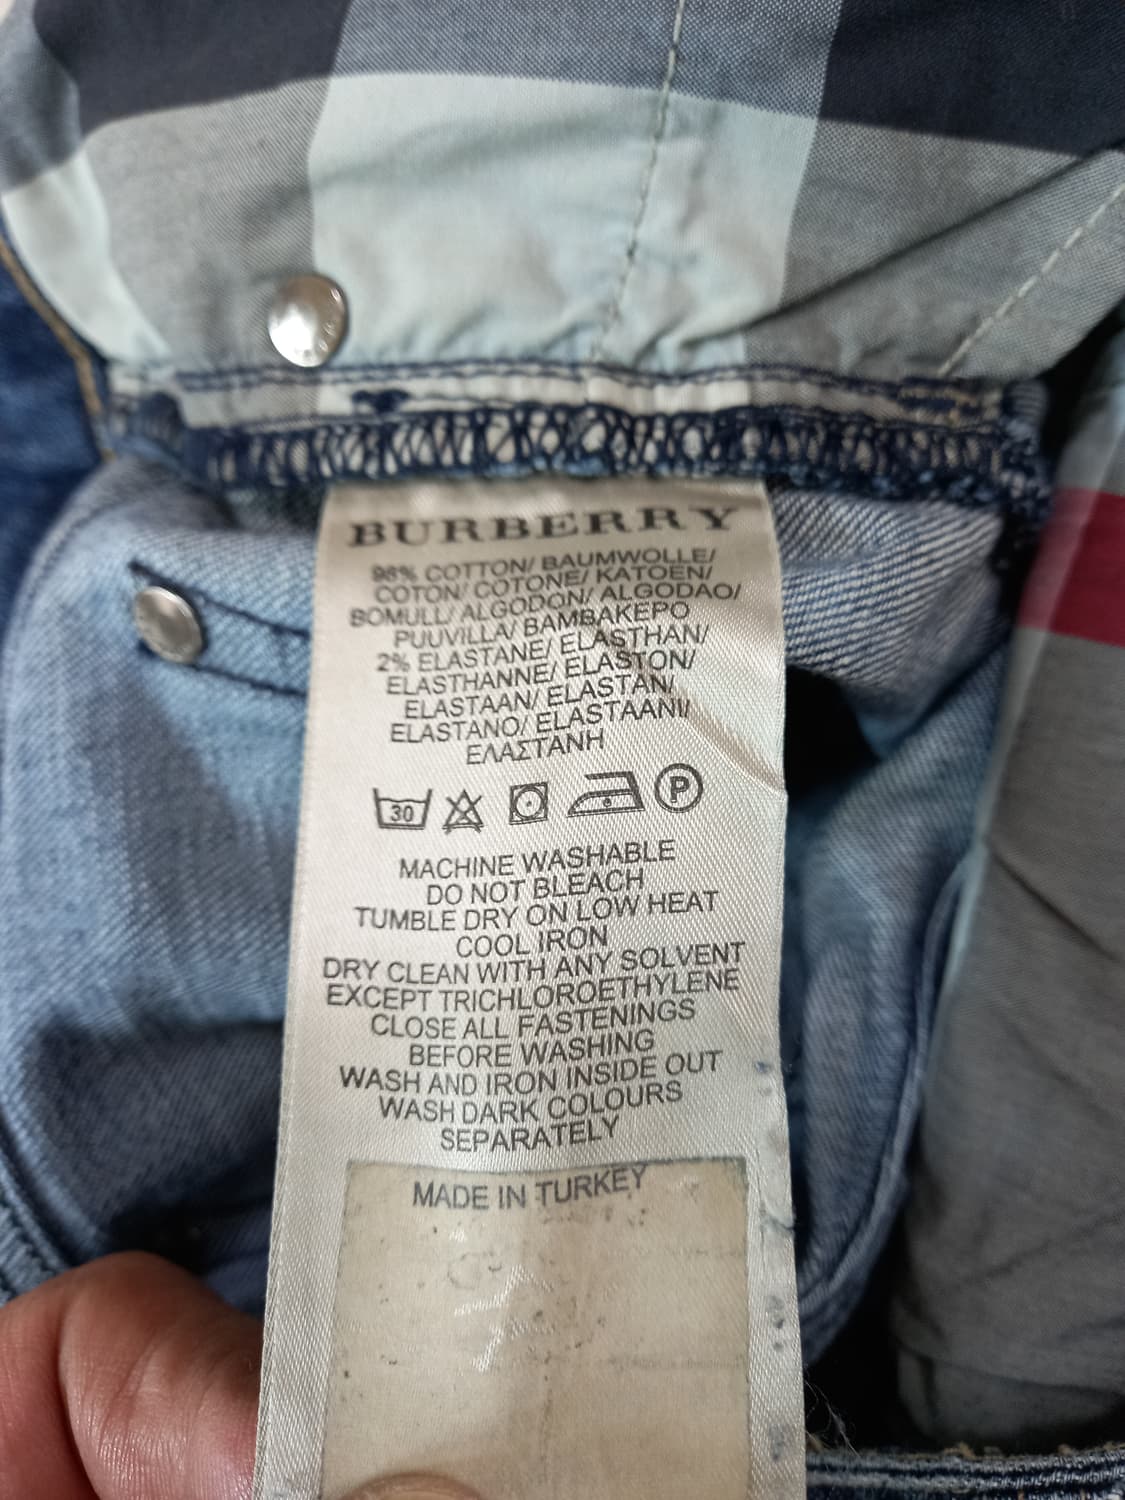 BURBERRY
98% COTTON/ BAUMWOLLE/
COTON/ COTONE/ KATOEN/
BOMULL/ ALGODON/ ALGODAO/
PUUVILLA/ BAMBAKEPO
2% ELASTANE/ ELASTHAN/
ELASTHANNE/ ELASTON/
ELASTAAN/ ELASTAN/
ELASTANO/ ELASTAANI/
ΕΛΑΣΤΑΝΗ
30 P
MACHINE WASHABLE
DO NOT BLEACH
TUMBLE DRY ON LOW HEAT
COOL IRON
DRY CLEAN WITH ANY SOLVENT
EXCEPT TRICHLOROETHYLENE
CLOSE ALL FASTENINGS
BEFORE WASHING
WASH AND IRON INSIDE OUT
WASH DARK COLOURS
SEPARATELY
MADE IN TURKEY